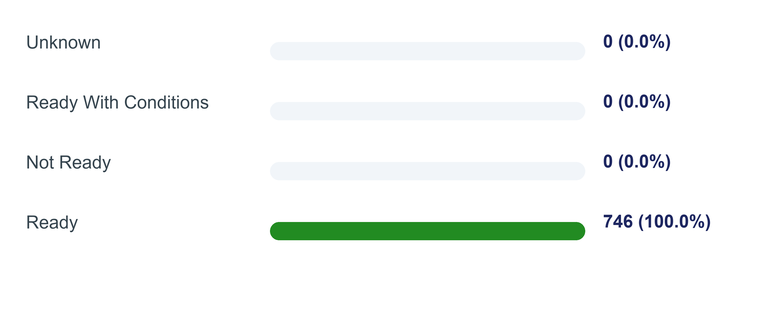 Unknown 0 (0.0%)
Ready With Conditions 0 (0.0%)
Not Ready 0 (0.0%)
Ready 746 (100.0%)